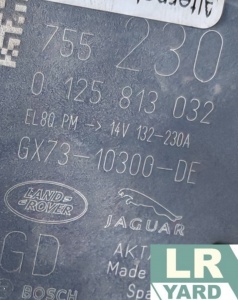 alterna
755 230
0 125 813 032
EL8Q PM -> 14V 132-230A
GX73-10300-DE
LAND
ROVER
JAGUAR
GD
AKT
Made
Spa
LR
YARD